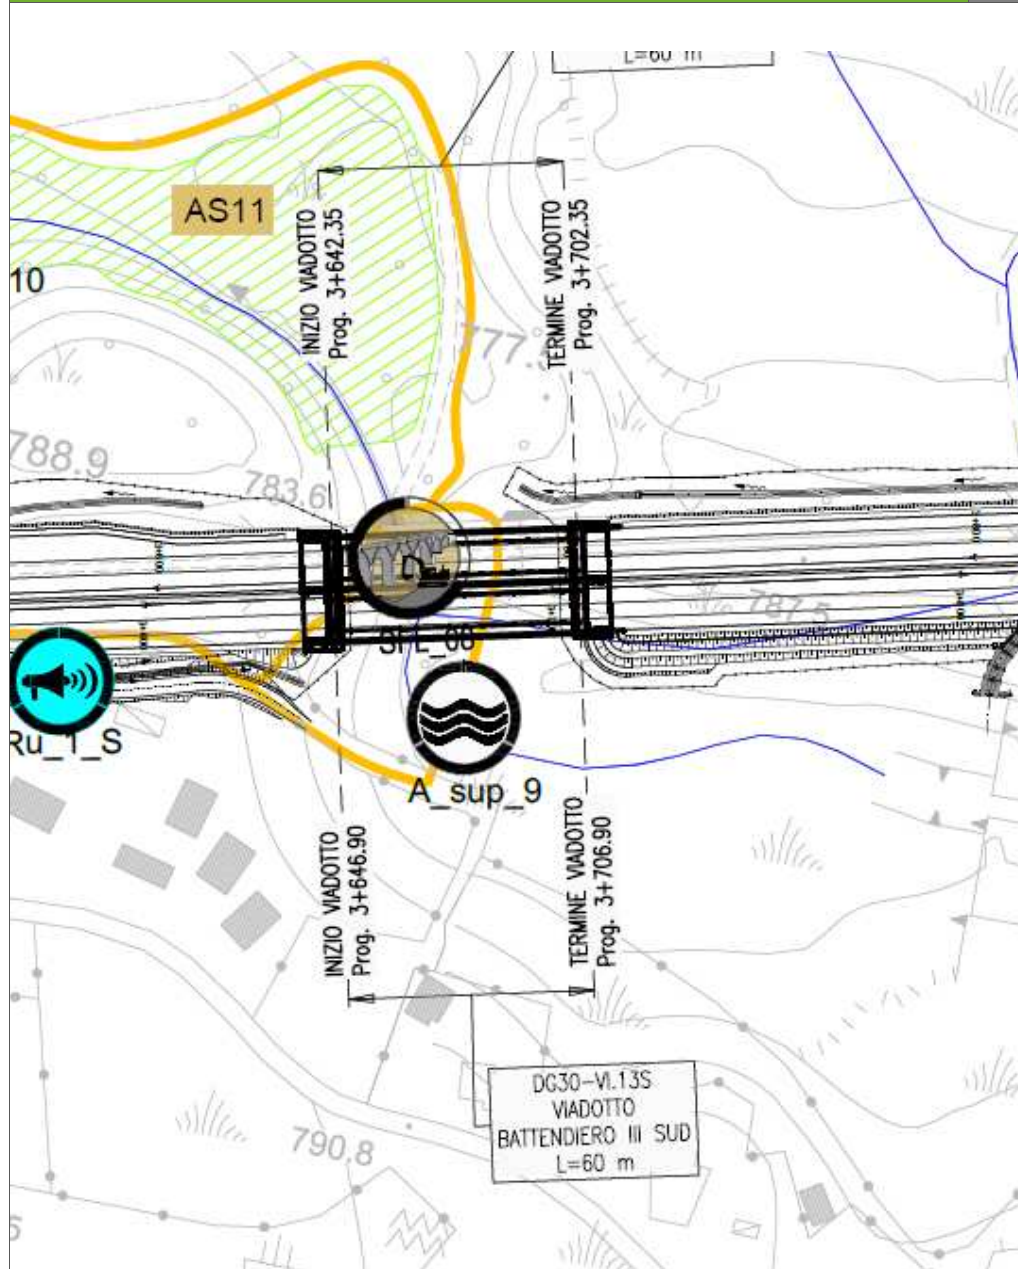 L=60 m
AS11
INIZIO VIADOTTO
Prog. 3+642.35
TERMINE VIADOTTO
Prog. 3+702.35
10
777.
788.9
783.6
787.5
Ru_1_S
A_sup_9
INIZIO VIADOTTO
Prog. 3+646.90
TERMINE VIADOTTO
Prog. 3+706.90
DG30-VI.13S
VIADOTTO
BATTENDIERO III SUD
L=60 m
790.8